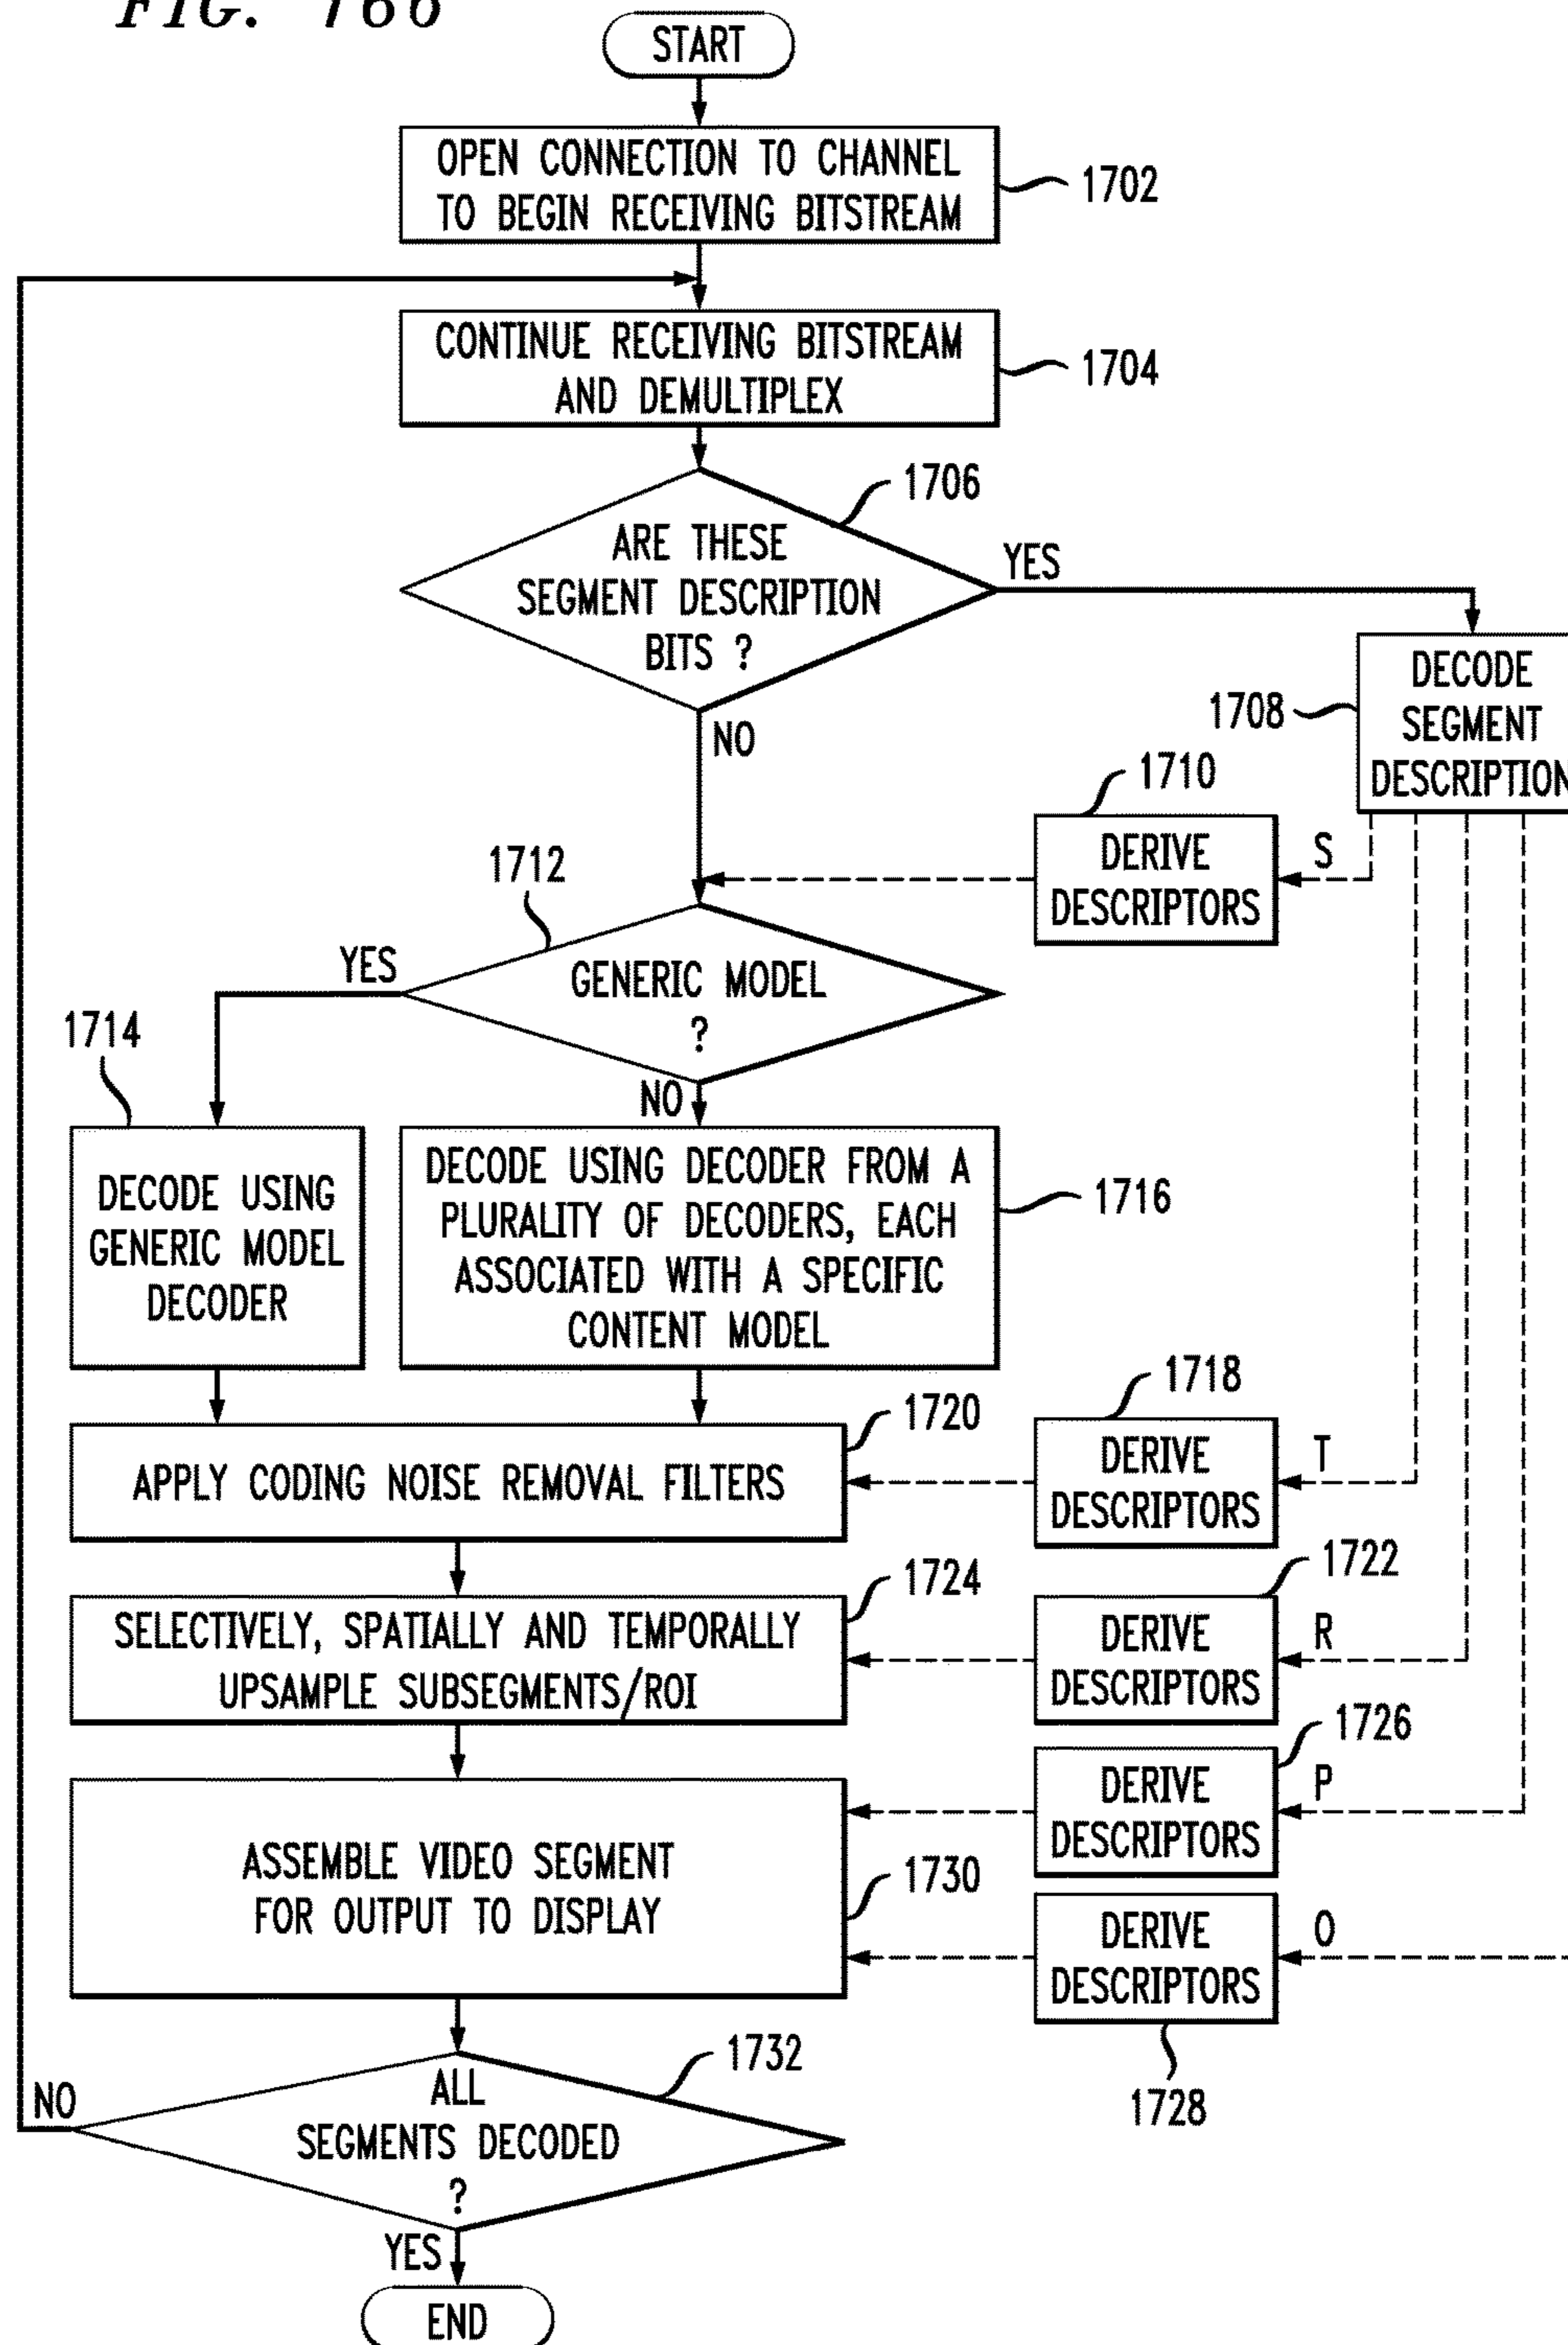 FIG. 16b
START
OPEN CONNECTION TO CHANNEL
TO BEGIN RECEIVING BITSTREAM
1702
CONTINUE RECEIVING BITSTREAM
AND DEMULTIPLEX
1704
1706
ARE THESE
SEGMENT DESCRIPTION
BITS ?
YES
NO
1708
DECODE
SEGMENT
DESCRIPTION
1710
DERIVE
DESCRIPTORS
S
1712
YES
GENERIC MODEL
?
NO
1714
DECODE USING
GENERIC MODEL
DECODER
DECODE USING DECODER FROM A
PLURALITY OF DECODERS, EACH
ASSOCIATED WITH A SPECIFIC
CONTENT MODEL
1716
1718
DERIVE
DESCRIPTORS
T
1720
APPLY CODING NOISE REMOVAL FILTERS
1722
DERIVE
DESCRIPTORS
R
1724
SELECTIVELY, SPATIALLY AND TEMPORALLY
UPSAMPLE SUBSEGMENTS/ROI
1726
DERIVE
DESCRIPTORS
P
ASSEMBLE VIDEO SEGMENT
FOR OUTPUT TO DISPLAY
1730
DERIVE
DESCRIPTORS
O
1728
1732
ALL
SEGMENTS DECODED
?
NO
YES
END